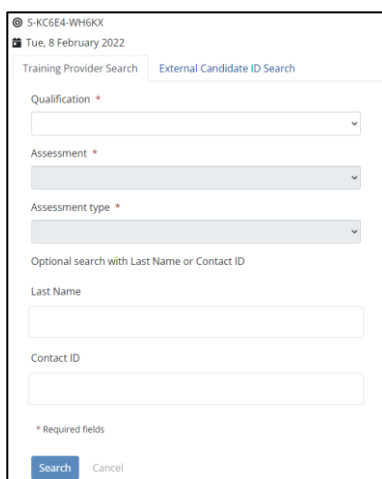 S-KC6E4-WH6KX
Tue, 8 February 2022
Training Provider Search External Candidate ID Search
Qualification *
Assessment *
Assessment type *
Optional search with Last Name or Contact ID
Last Name
Contact ID
* Required fields
Search Cancel